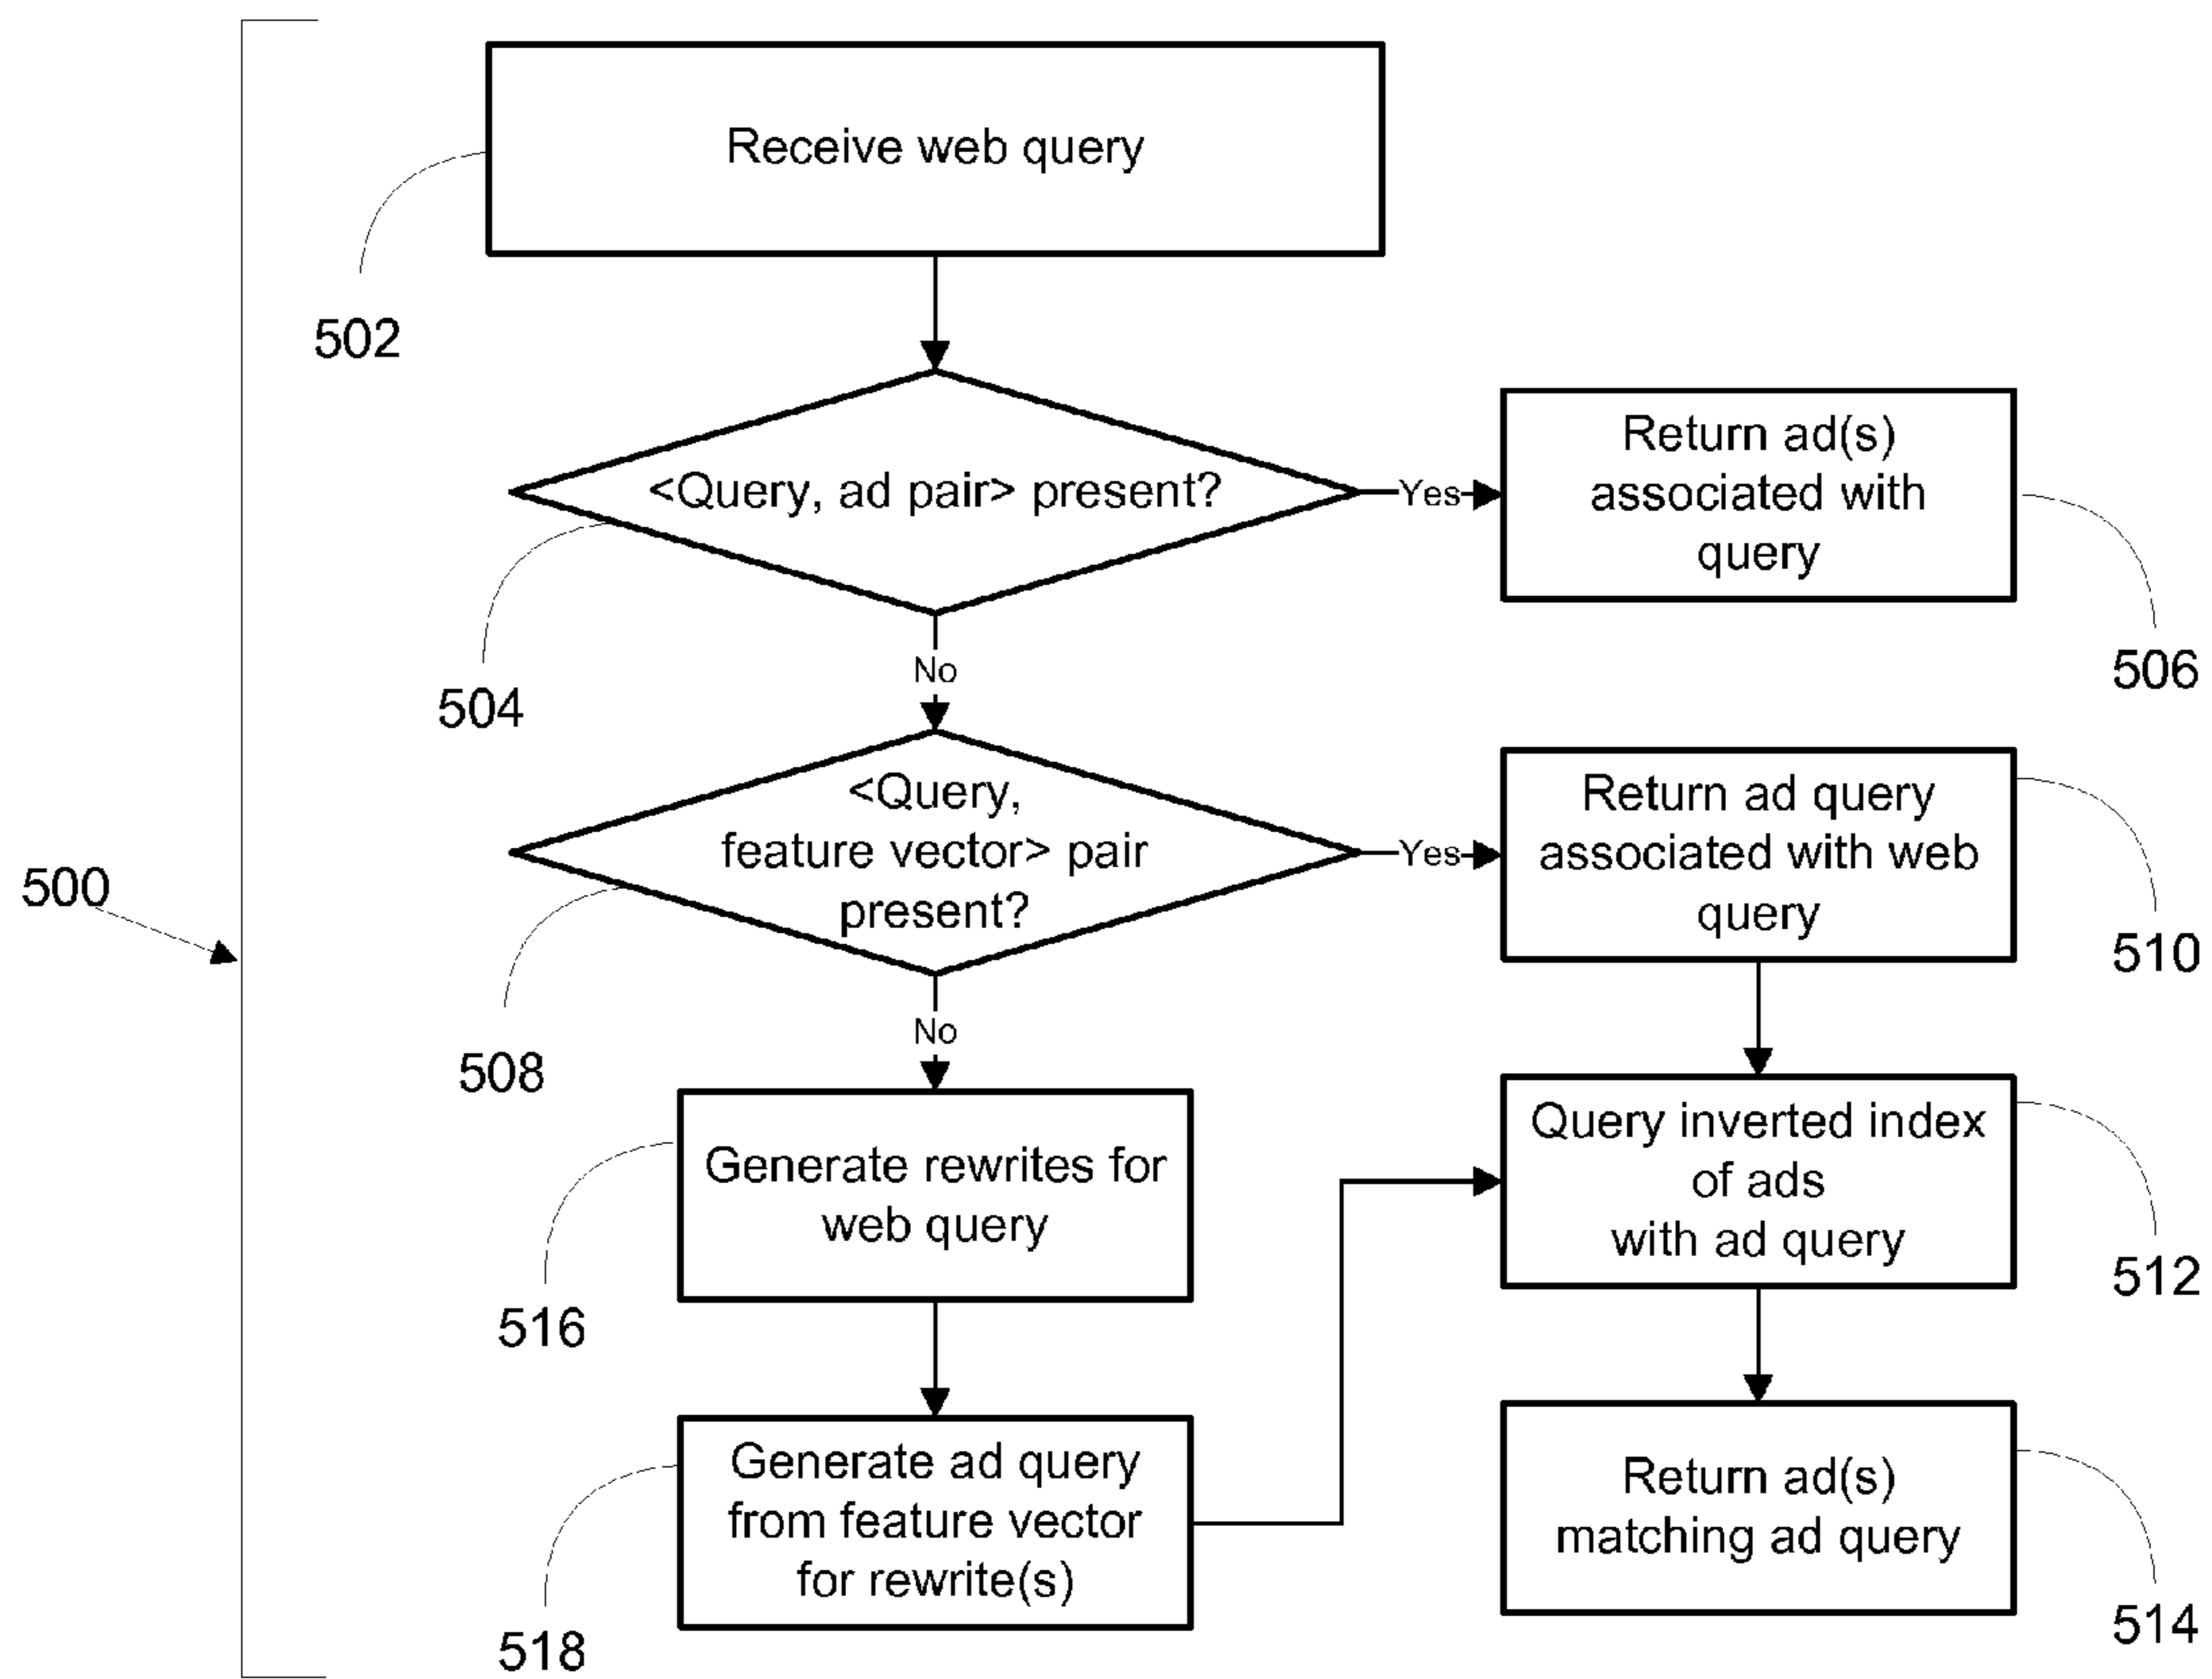 Receive web query
502
<Query, ad pair> present?
Yes
Return ad(s)
associated with
query
504
506
No
<Query,
feature vector> pair
present?
Yes
Return ad query
associated with web
query
500
508
510
No
Generate rewrites for
web query
Query inverted index
of ads
with ad query
516
512
Generate ad query
from feature vector
for rewrite(s)
Return ad(s)
matching ad query
518
514